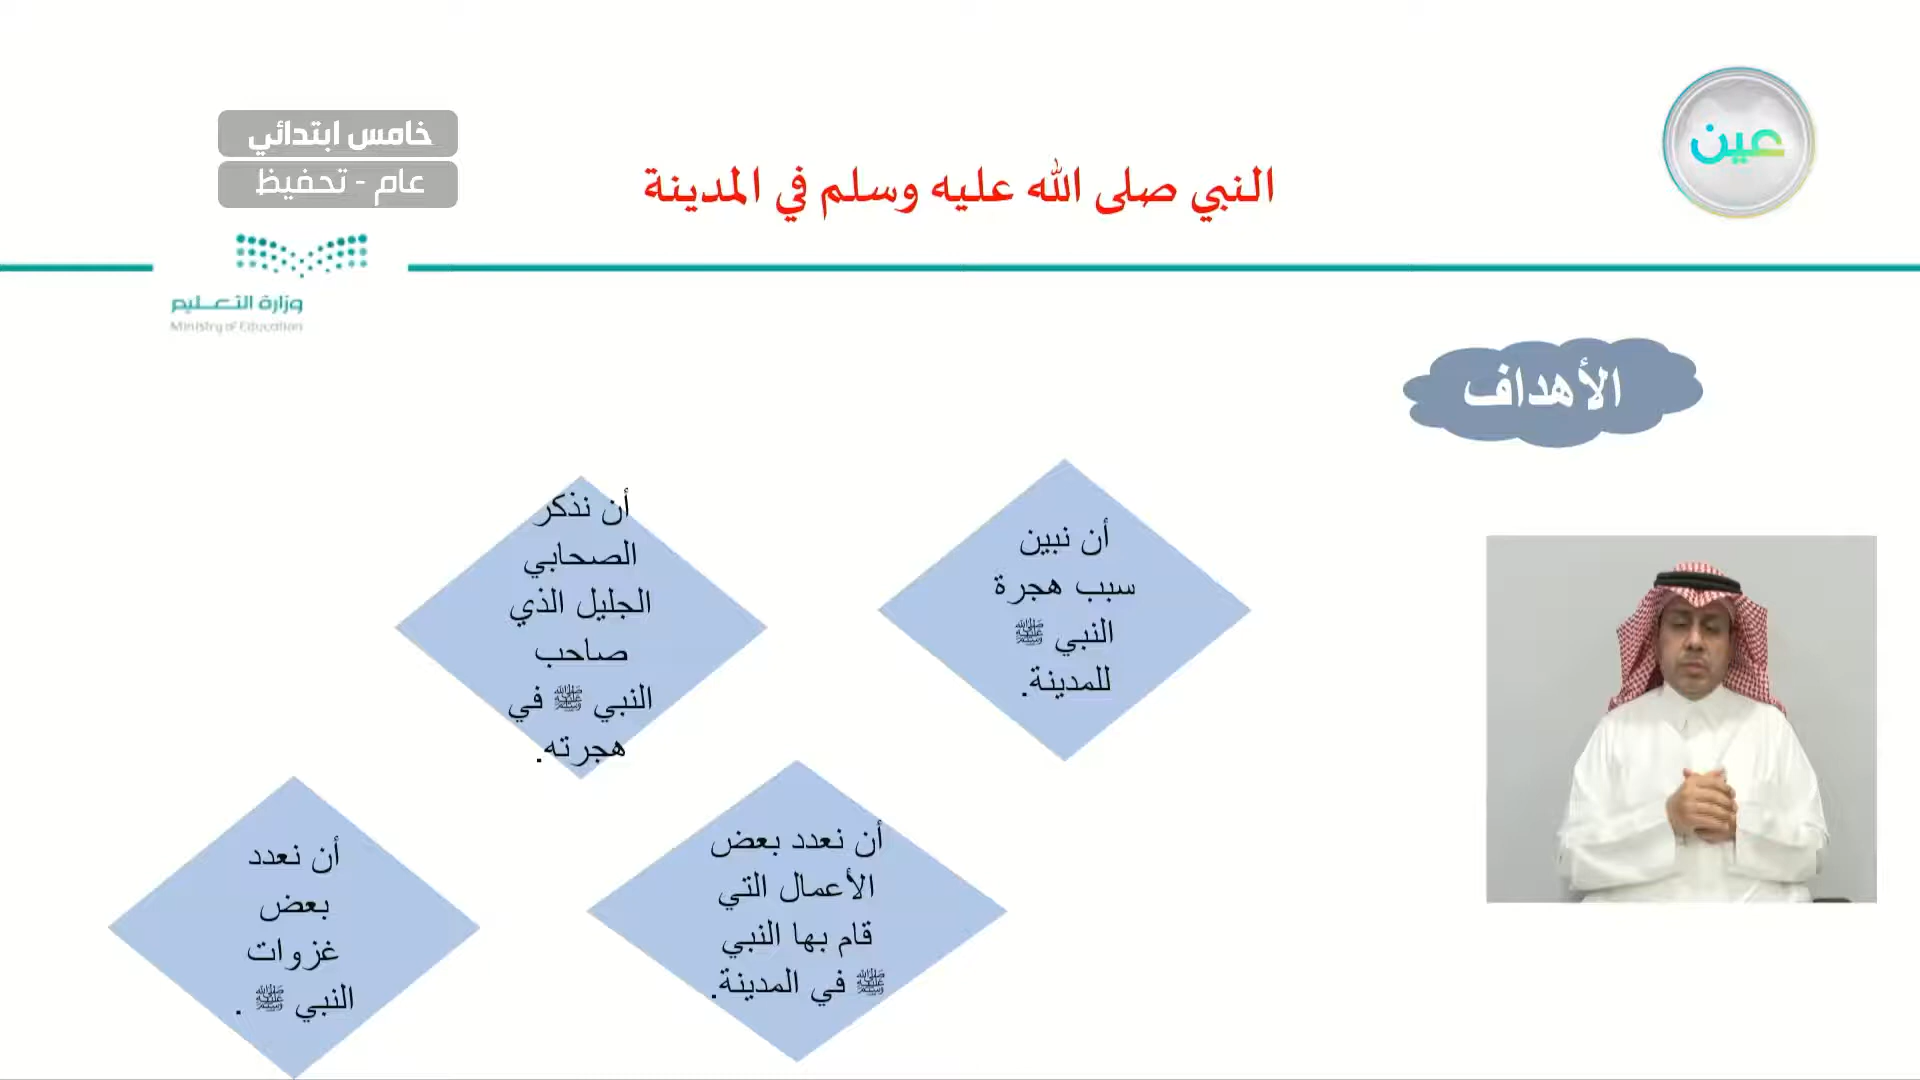 عين
خامس ابتدائي
عام - تحفيظ
النبي صلى الله عليه وسلم في المدينة
وزارة التعـليم
Ministry of Education
الأهداف
أن نبين
سبب هجرة
النبي ﷺ
للمدينة.
أن نذكر
الصحابي
الجليل الذي
صاحب
النبي ﷺ في
هجرته.
أن نعدد بعض
الأعمال التي
قام بها النبي
ﷺ في المدينة.
أن نعدد
بعض
غزوات
النبي ﷺ .